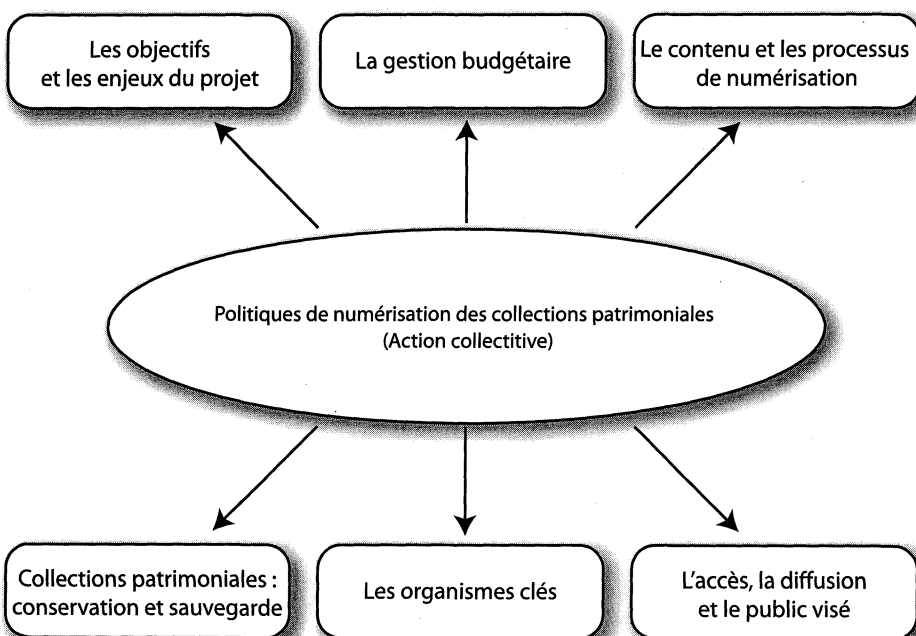 Les objectifs
et les enjeux du projet
La gestion budgétaire
Le contenu et les processus
de numérisation
Politiques de numérisation des collections patrimoniales
(Action collectitive)
Collections patrimoniales :
conservation et sauvegarde
Les organismes clés
L'accès, la diffusion
et le public visé